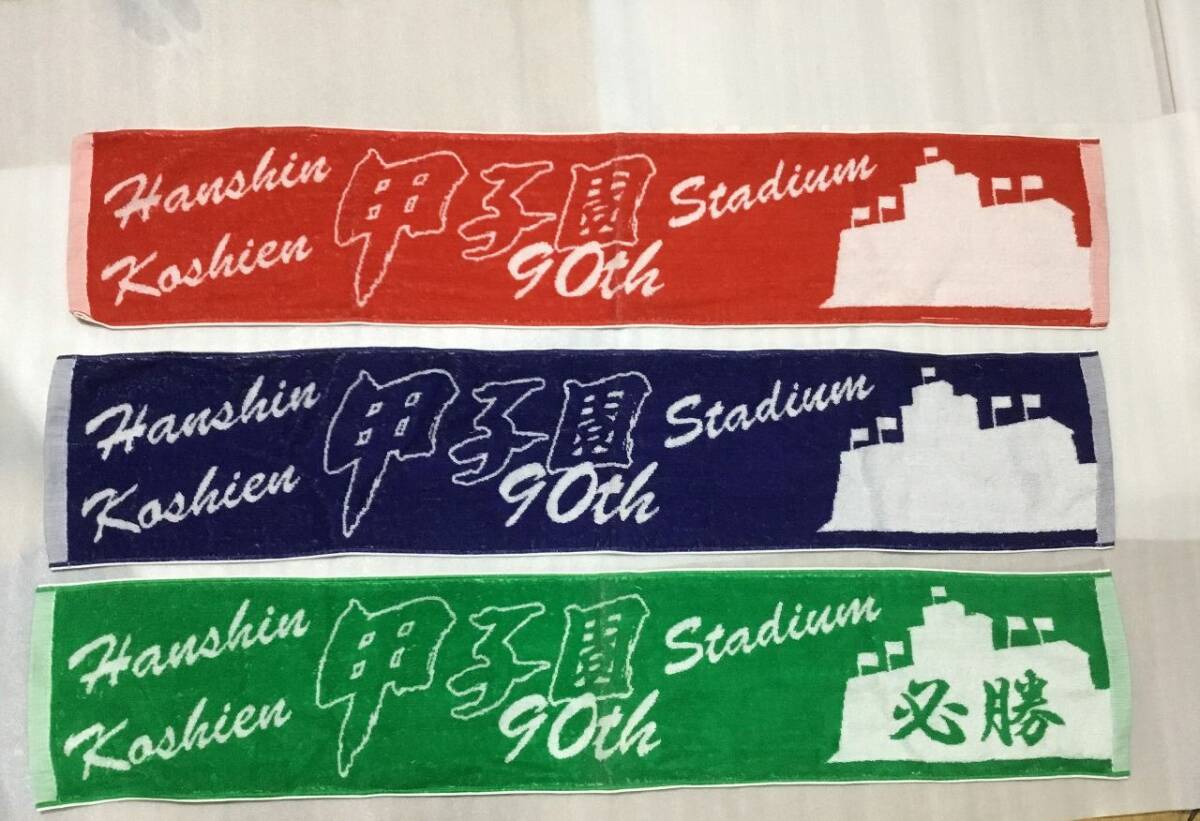 Hanshin
Koshien
甲子園
90th
Stadium
Hanshin
Koshien
甲子園
90th
Stadium
Hanshin
Koshien
甲子園
90th
Stadium
必勝